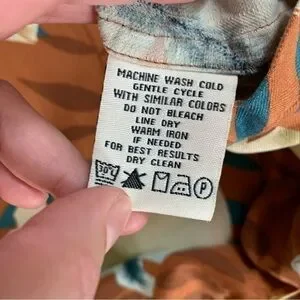 MACHINE WASH COLD
GENTLE CYCLE
WITH SIMILAR COLORS
DO NOT BLEACH
LINE DRY
WARM IRON
IF NEEDED
FOR BEST RESULTS
DRY CLEAN
30° P